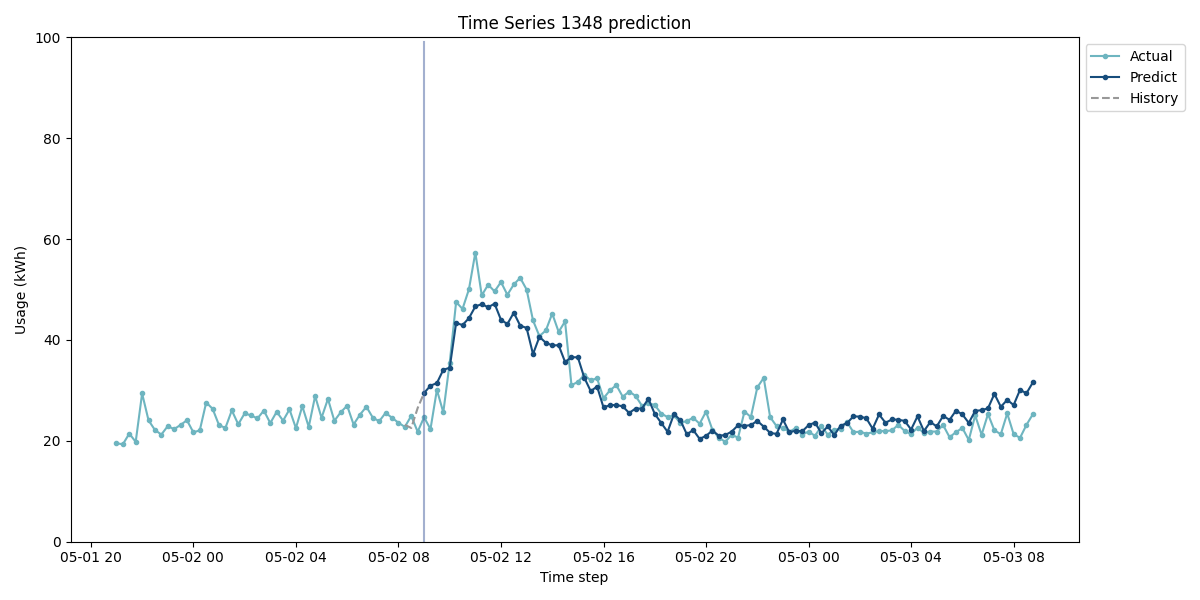 Time Series 1348 prediction
100
80
60
40
20
0
Usage (kWh)
05-01 20 05-02 00 05-02 04 05-02 08 05-02 12 05-02 16 05-02 20 05-03 00 05-03 04 05-03 08
Time step
Actual
Predict
History